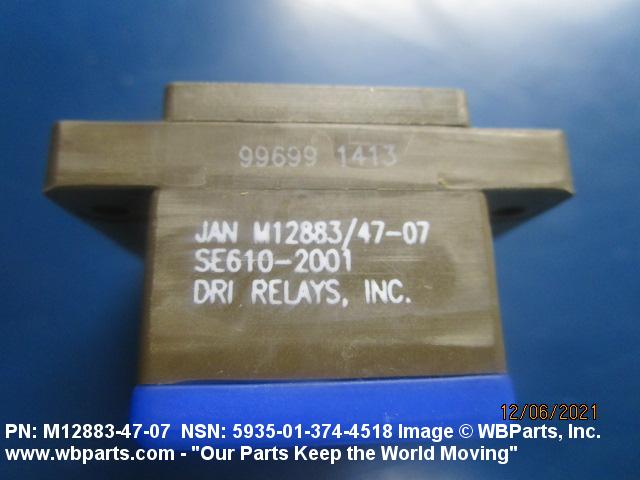 99699 1413
JAN M12883/47-07
SE610-2001
DRI RELAYS, INC.
12/06/2021
PN: M12883-47-07 NSN: 5935-01-374-4518 Image © WBParts, Inc.
www.wbparts.com - "Our Parts Keep the World Moving"